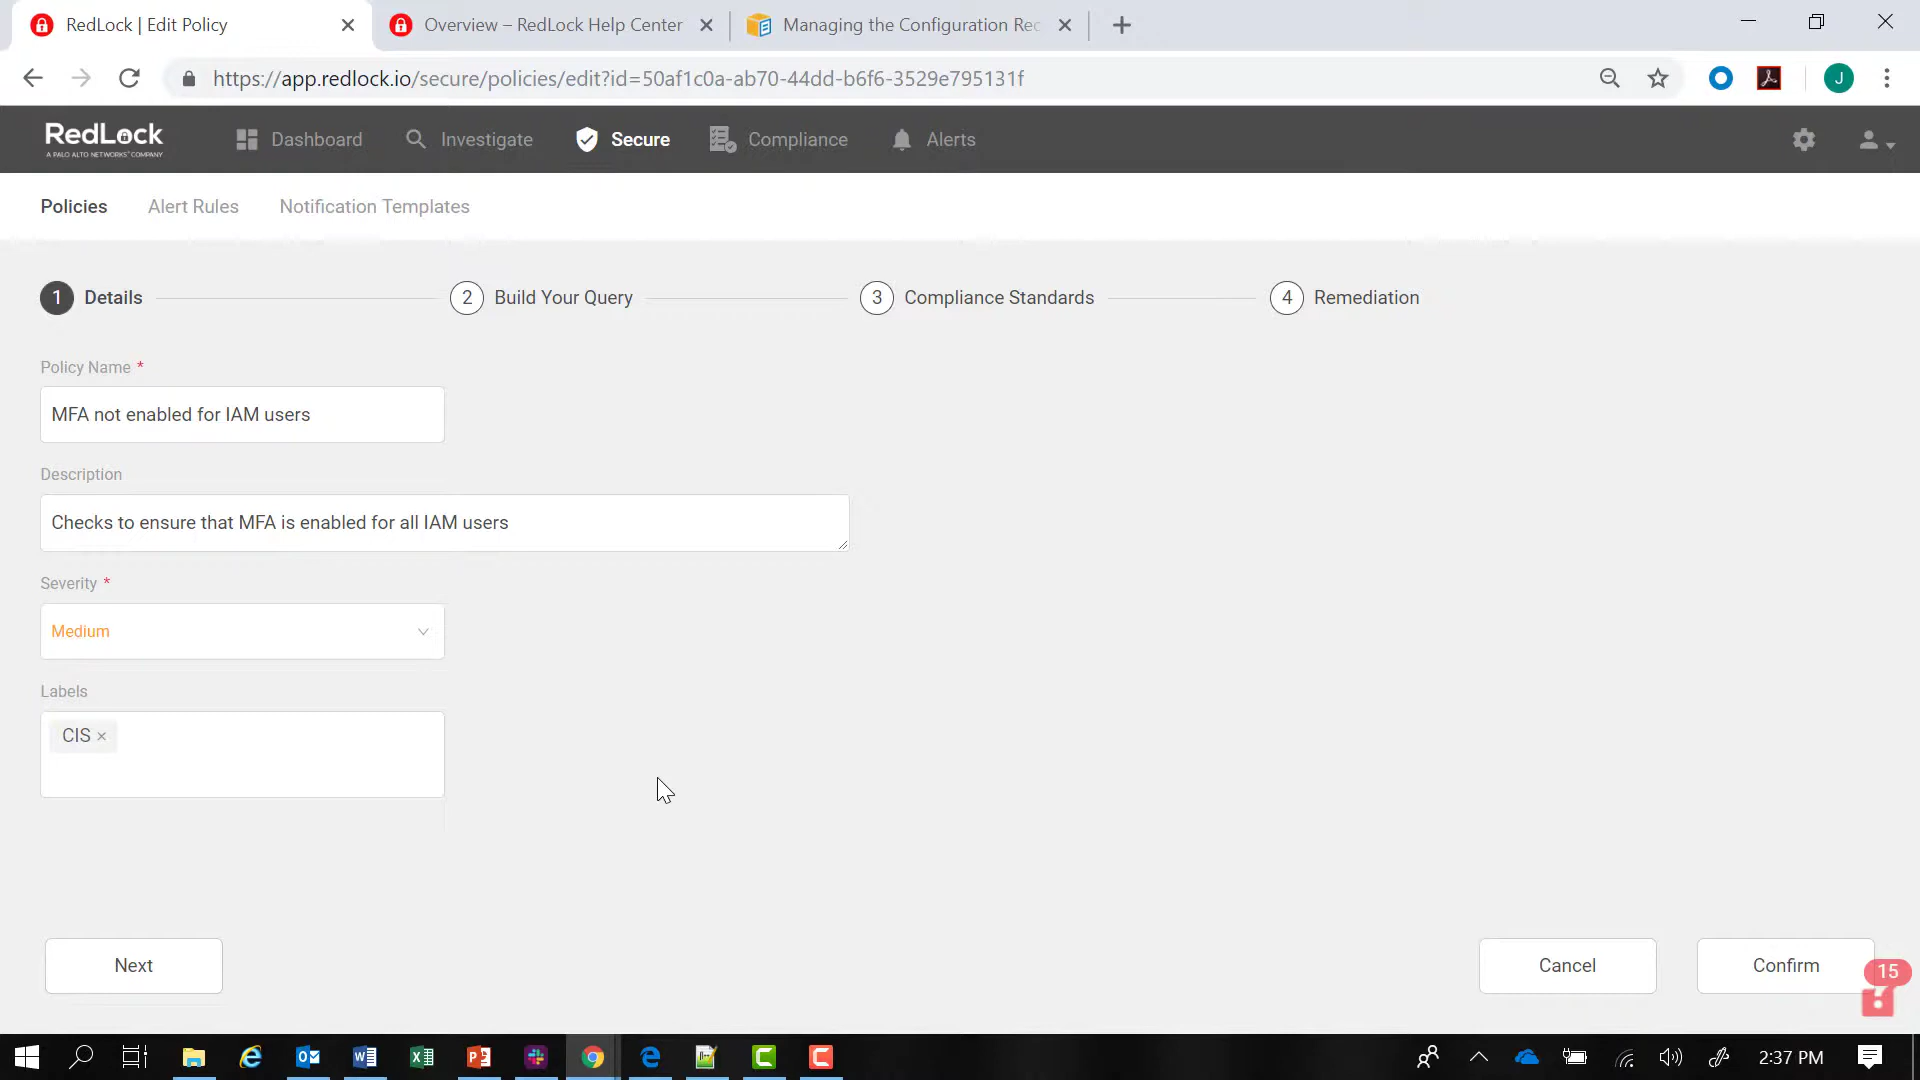 RedLock | Edit Policy
Overview – RedLock Help Center
Managing the Configuration Rec
https://app.redlock.io/secure/policies/edit?id=50af1c0a-ab70-44dd-b6f6-3529e795131f
J
RedLock
A PALO ALTO NETWORKS® COMPANY
Dashboard
Investigate
Secure
Compliance
Alerts
Policies
Alert Rules
Notification Templates
1 Details
2 Build Your Query
3 Compliance Standards
4 Remediation
Policy Name *
MFA not enabled for IAM users
Description
Checks to ensure that MFA is enabled for all IAM users
Severity *
Medium
Labels
CIS ×
Next
Cancel
Confirm
15
2:37 PM